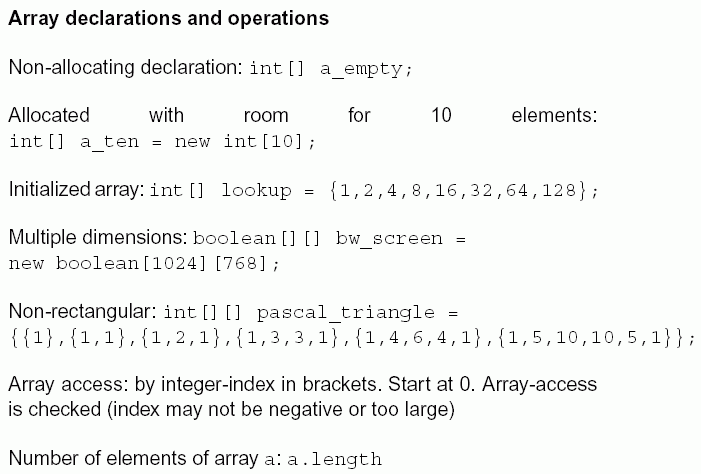 Array declarations and operations
Non-allocating declaration: int[] a_empty;
Allocated with room for 10 elements:
int[] a_ten = new int[10];
Initialized array: int[] lookup = {1,2,4,8,16,32,64,128};
Multiple dimensions: boolean[][] bw_screen =
new boolean[1024][768];
Non-rectangular: int[][] pascal_triangle =
{{1},{1,1},{1,2,1},{1,3,3,1},{1,4,6,4,1},{1,5,10,10,5,1}};
Array access: by integer-index in brackets. Start at 0. Array-access
is checked (index may not be negative or too large)
Number of elements of array a: a.length